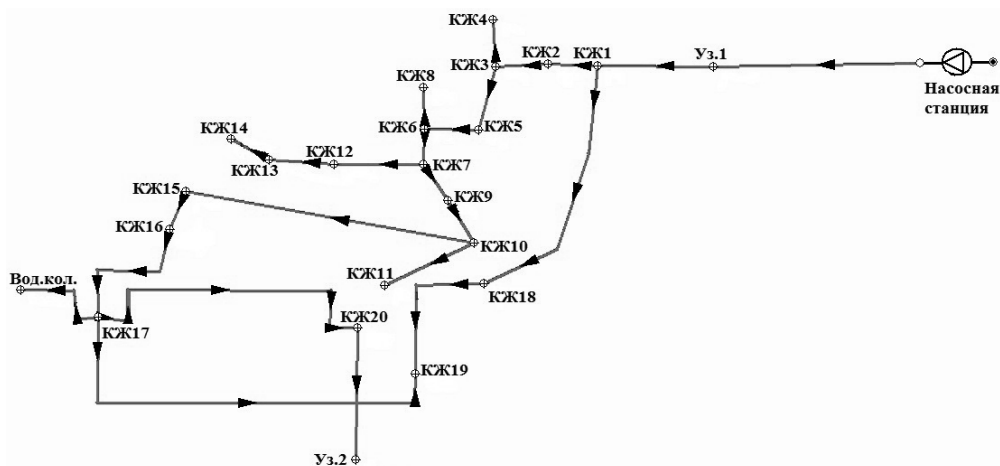 КЖ4
КЖ3
КЖ2
КЖ1
Уз.1
Насосная
станция
КЖ8
КЖ6
КЖ5
КЖ14
КЖ13
КЖ12
КЖ7
КЖ15
КЖ9
КЖ16
КЖ10
Вод.кол.
КЖ11
КЖ18
КЖ17
КЖ20
КЖ19
Уз.2